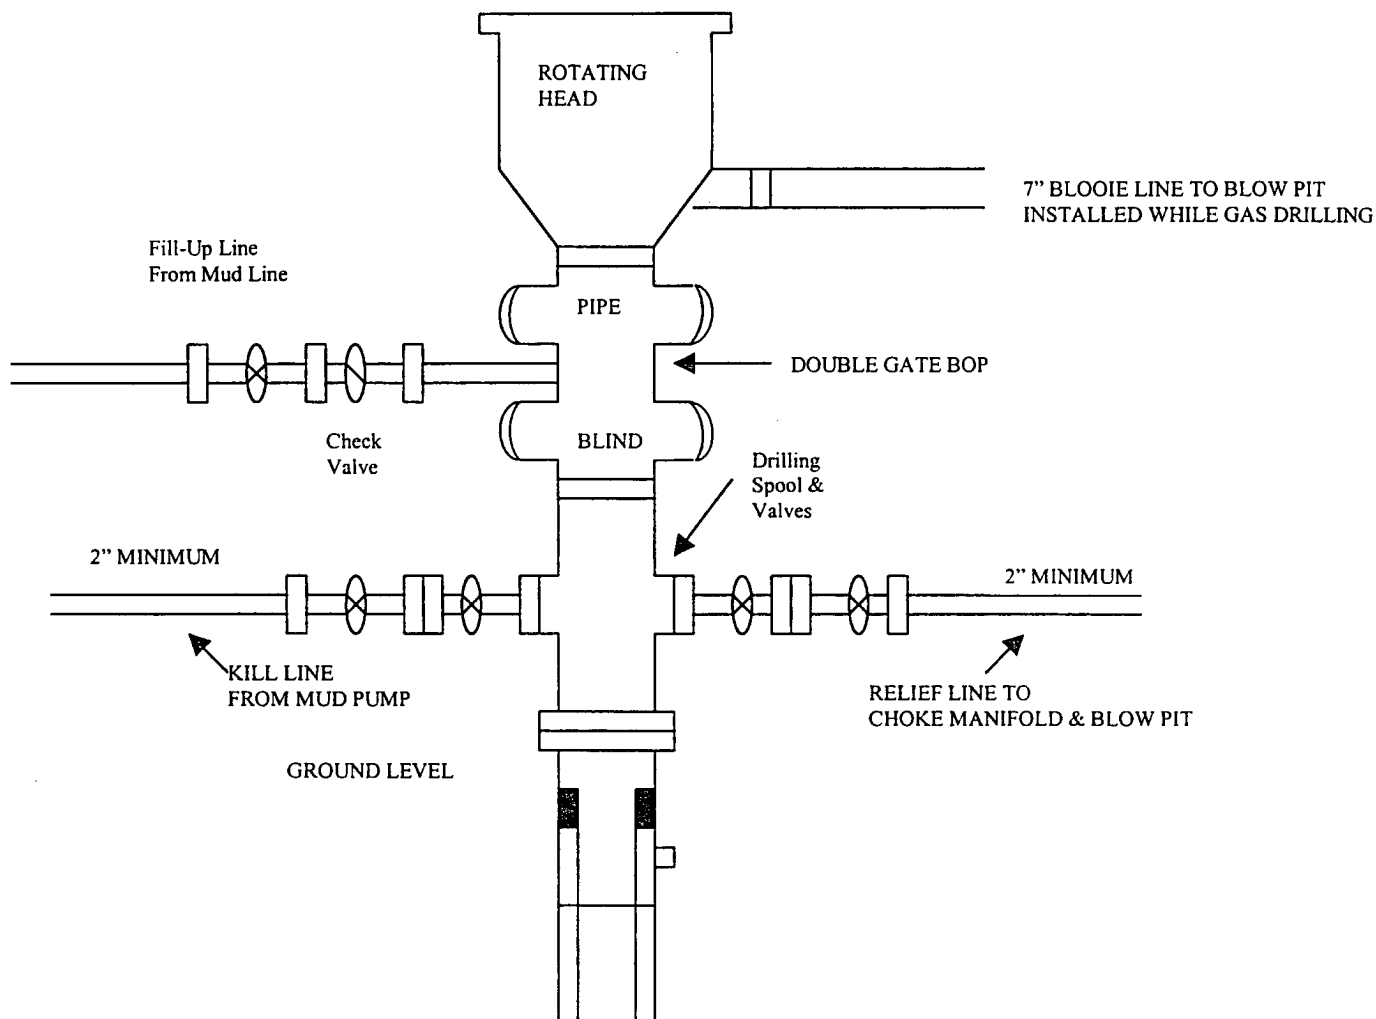 ROTATING
HEAD
7" BLOOIE LINE TO BLOW PIT
INSTALLED WHILE GAS DRILLING
Fill-Up Line
From Mud Line
PIPE
DOUBLE GATE BOP
Check
Valve
BLIND
Drilling
Spool &
Valves
2" MINIMUM
2" MINIMUM
KILL LINE
FROM MUD PUMP
RELIEF LINE TO
CHOKE MANIFOLD & BLOW PIT
GROUND LEVEL